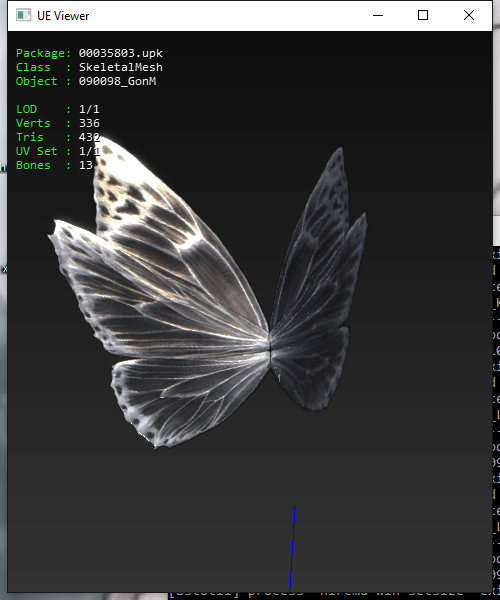 UE Viewer
Package: 00035803.upk
Class : SkeletalMesh
Object : 090098_GonM
LOD : 1/1
Verts : 336
Tris : 432
UV Set : 1/1
Bones : 13